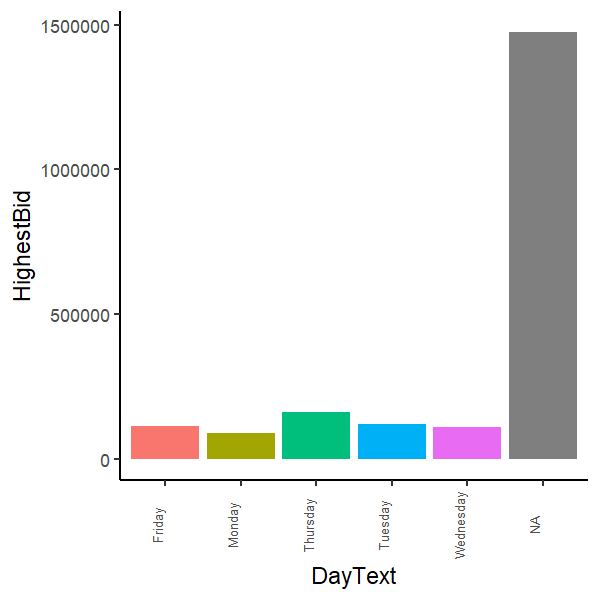 HighestBid
1500000
1000000
500000
0
Friday
Monday
Thursday
Tuesday
Wednesday
NA
DayText